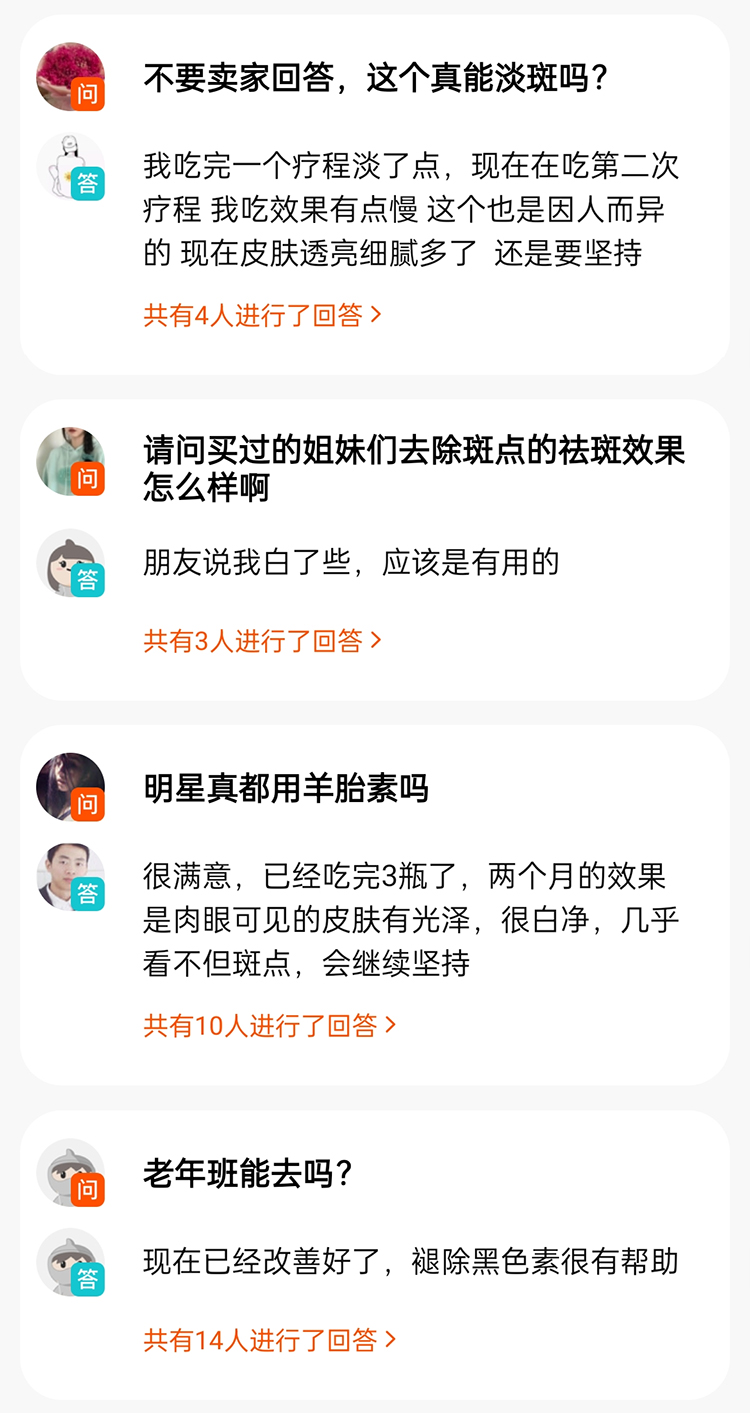 问
不要卖家回答，这个真能淡斑吗？
答
我吃完一个疗程淡了点，现在在吃第二次
疗程 我吃效果有点慢 这个也是因人而异
的 现在皮肤透亮细腻多了 还是要坚持
共有4人进行了回答 >
问
请问买过的姐妹们去除斑点的祛斑效果
怎么样啊
答
朋友说我白了些，应该是有用的
共有3人进行了回答 >
问
明星真都用羊胎素吗
答
很满意，已经吃完3瓶了，两个月的效果
是肉眼可见的皮肤有光泽，很白净，几乎
看不但斑点，会继续坚持
共有10人进行了回答 >
问
老年班能去吗？
答
现在已经改善好了，褪除黑色素很有帮助
共有14人进行了回答 >